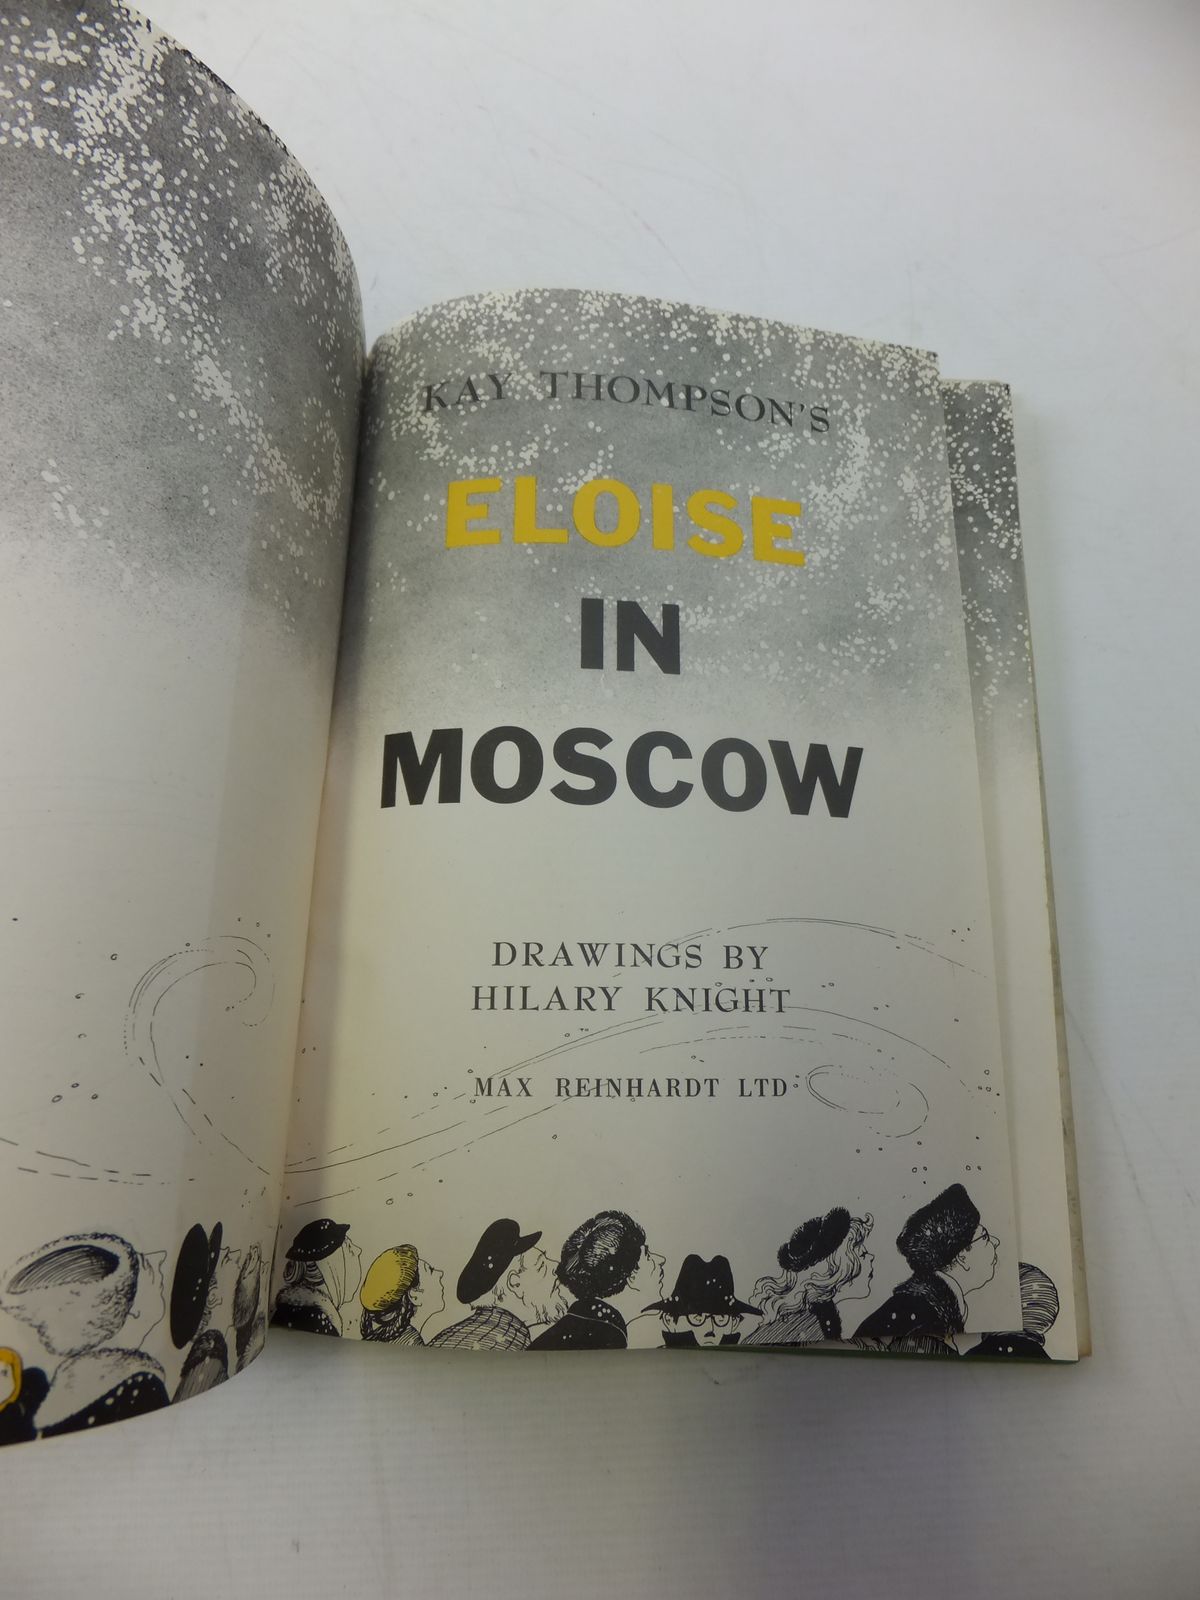 KAY THOMPSON'S
ELOISE
IN
MOSCOW
DRAWINGS BY
HILARY KNIGHT
MAX REINHARDT LTD